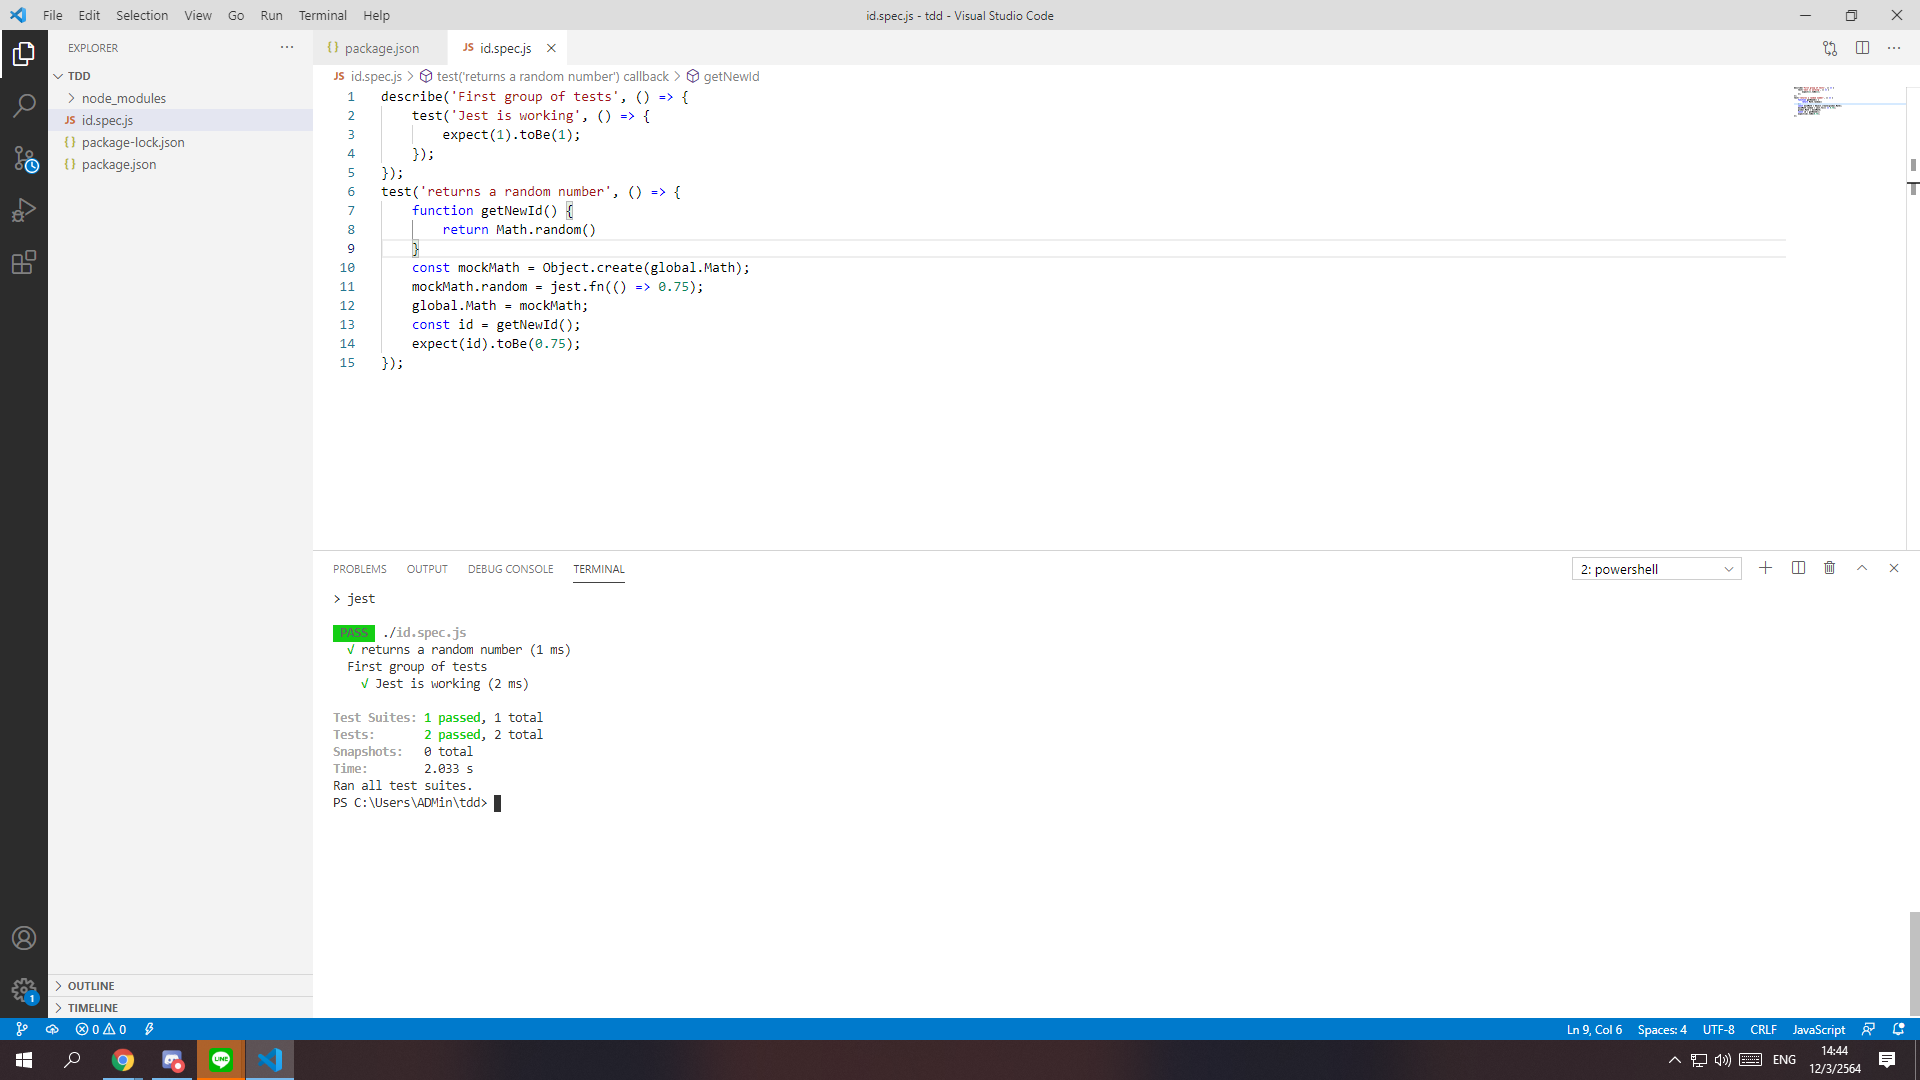 File Edit Selection View Go Run Terminal Help
id.spec.js - tdd - Visual Studio Code
EXPLORER
TDD
node_modules
JS id.spec.js
{} package-lock.json
{} package.json
OUTLINE
TIMELINE
{} package.json
JS id.spec.js
JS id.spec.js > test('returns a random number') callback > getNewId
1 describe('First group of tests', () => {
2 test('Jest is working', () => {
3 expect(1).toBe(1);
4 });
5 });
6 test('returns a random number', () => {
7 function getNewId() {
8 return Math.random()
9 }
10 const mockMath = Object.create(global.Math);
11 mockMath.random = jest.fn(() => 0.75);
12 global.Math = mockMath;
13 const id = getNewId();
14 expect(id).toBe(0.75);
15 });
PROBLEMS OUTPUT DEBUG CONSOLE TERMINAL
2: powershell
> jest
PASS ./id.spec.js
√ returns a random number (1 ms)
First group of tests
√ Jest is working (2 ms)
Test Suites: 1 passed, 1 total
Tests: 2 passed, 2 total
Snapshots: 0 total
Time: 2.033 s
Ran all test suites.
PS C:\Users\ADMin\tdd>
1
0 0
Ln 9, Col 6 Spaces: 4 UTF-8 CRLF JavaScript
LINE
ENG
14:44
12/3/2564